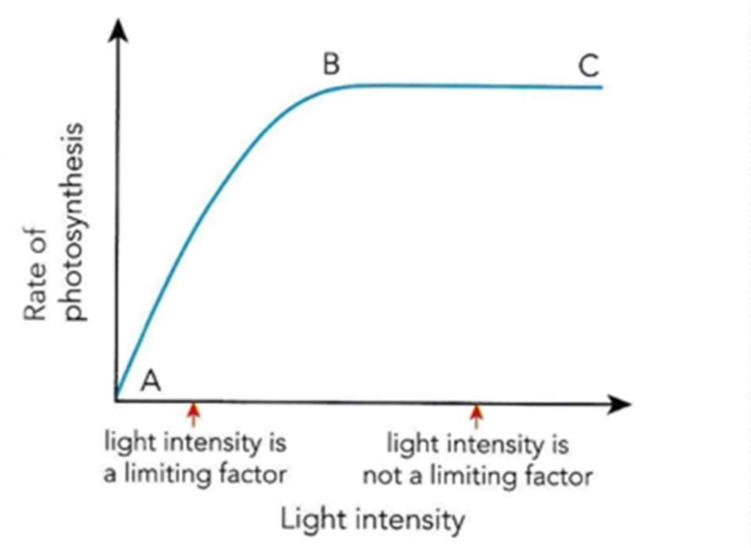 B
C
Rate of
photosynthesis
A
light intensity is
a limiting factor
light intensity is
not a limiting factor
Light intensity